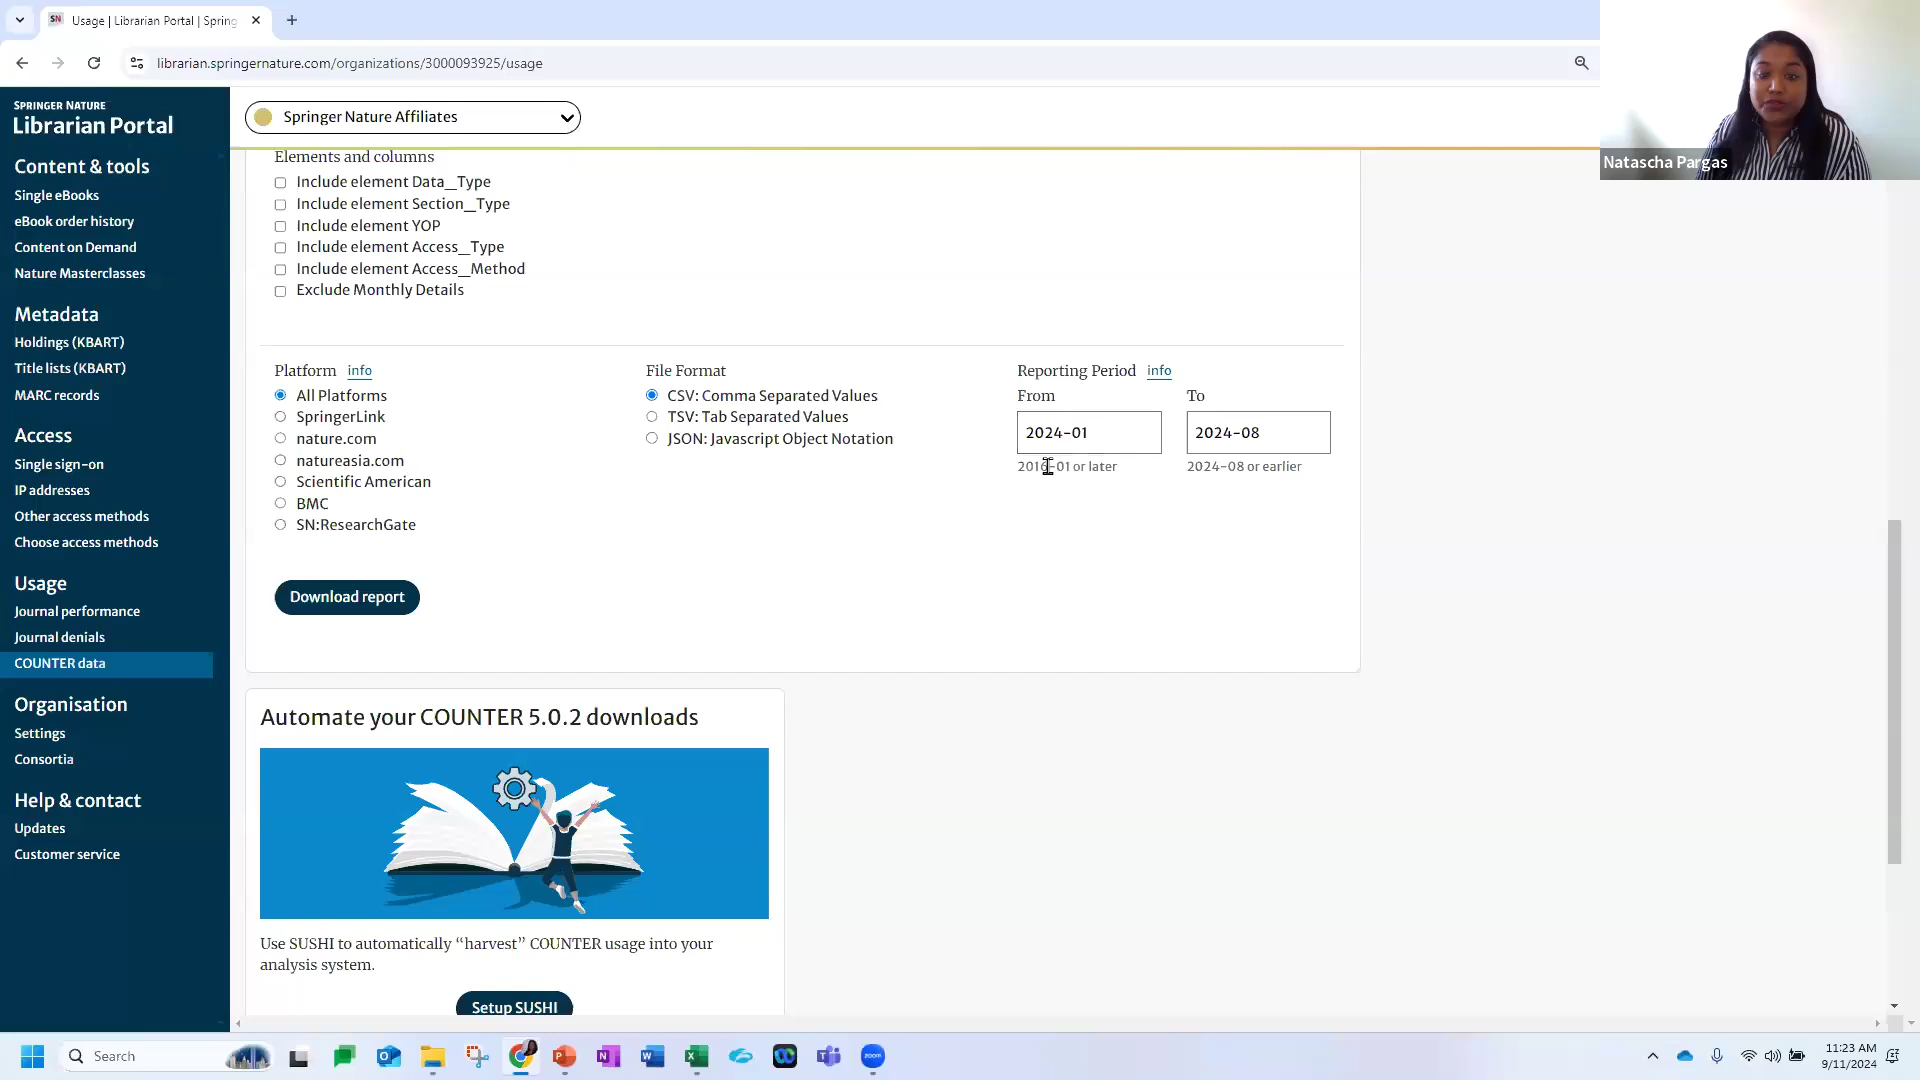 Usage | Librarian Portal | Spring
librarian.springernature.com/organizations/3000093925/usage
SPRINGER NATURE
Librarian Portal
Content & tools
Single eBooks
eBook order history
Content on Demand
Nature Masterclasses
Metadata
Holdings (KBART)
Title lists (KBART)
MARC records
Access
Single sign-on
IP addresses
Other access methods
Choose access methods
Usage
Journal performance
Journal denials
COUNTER data
Organisation
Settings
Consortia
Help & contact
Updates
Customer service
Springer Nature Affiliates
Elements and columns
Include element Data_Type
Include element Section_Type
Include element YOP
Include element Access_Type
Include element Access_Method
Exclude Monthly Details
Platform info
All Platforms
SpringerLink
nature.com
natureasia.com
Scientific American
BMC
SN:ResearchGate
File Format
CSV: Comma Separated Values
TSV: Tab Separated Values
JSON: Javascript Object Notation
Reporting Period info
From To
2024-01 2024-08
2016-01 or later 2024-08 or earlier
Download report
Automate your COUNTER 5.0.2 downloads
Use SUSHI to automatically “harvest” COUNTER usage into your
analysis system.
Setup SUSHI
Natascha Pargas
Search
zoom
11:23 AM
9/11/2024